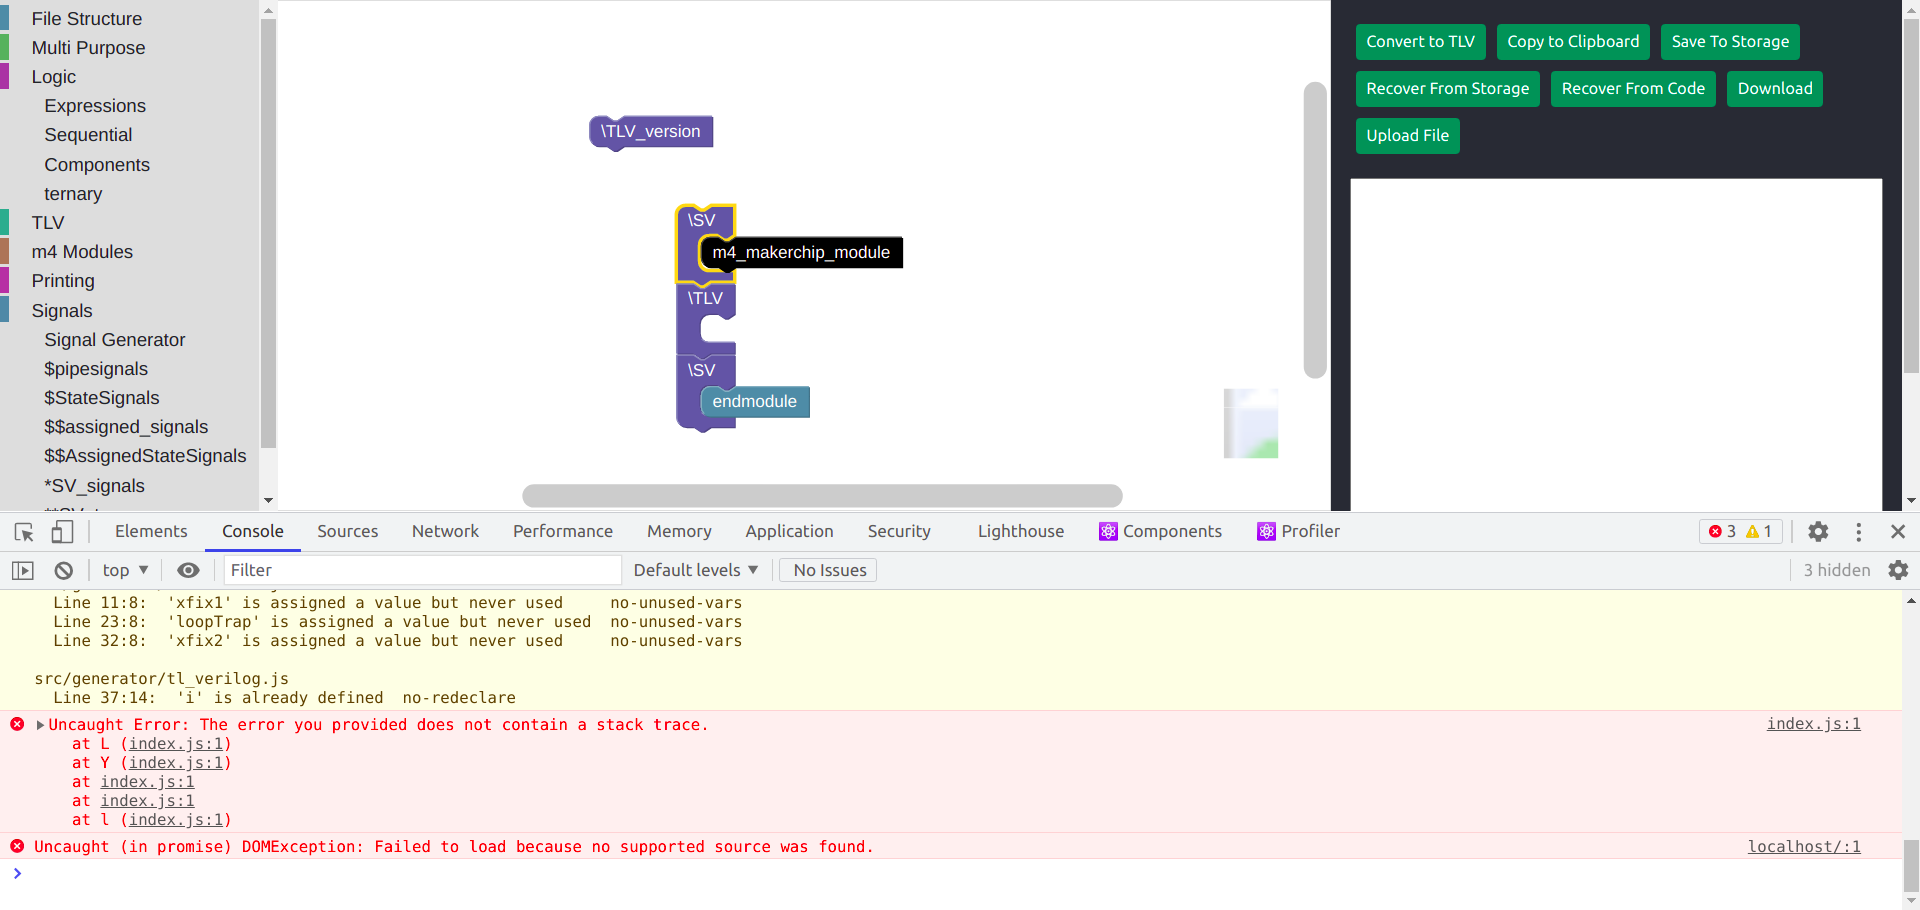 File Structure
Multi Purpose
Logic
Expressions
Sequential
Components
ternary
TLV
m4 Modules
Printing
Signals
Signal Generator
$pipesignals
$StateSignals
$$assigned_signals
$$AssignedStateSignals
*SV_signals
\TLV_version
\SV
m4_makerchip_module
\TLV
\SV
endmodule
Convert to TLV Copy to Clipboard Save To Storage
Recover From Storage Recover From Code Download
Upload File
Elements Console Sources Network Performance Memory Application Security Lighthouse Components Profiler 3 1
top Filter Default levels No Issues 3 hidden
Line 11:8: 'xfix1' is assigned a value but never used no-unused-vars
Line 23:8: 'loopTrap' is assigned a value but never used no-unused-vars
Line 32:8: 'xfix2' is assigned a value but never used no-unused-vars
src/generator/tl_verilog.js
Line 37:14: 'i' is already defined no-redeclare
Uncaught Error: The error you provided does not contain a stack trace. index.js:1
at L (index.js:1)
at Y (index.js:1)
at index.js:1
at index.js:1
at l (index.js:1)
Uncaught (in promise) DOMException: Failed to load because no supported source was found. localhost/:1